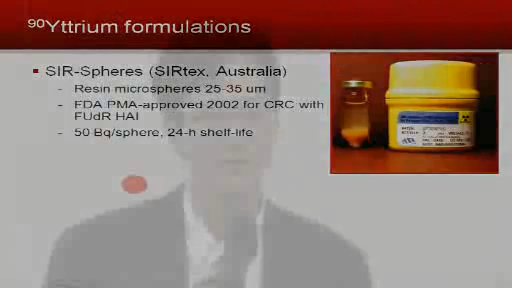 ⁹⁰Yttrium formulations
SIR-Spheres (SIRtex, Australia)
- Resin microspheres 25-35 um
- FDA PMA-approved 2002 for CRC with
FUdR HAI
- 50 Bq/sphere, 24-h shelf-life